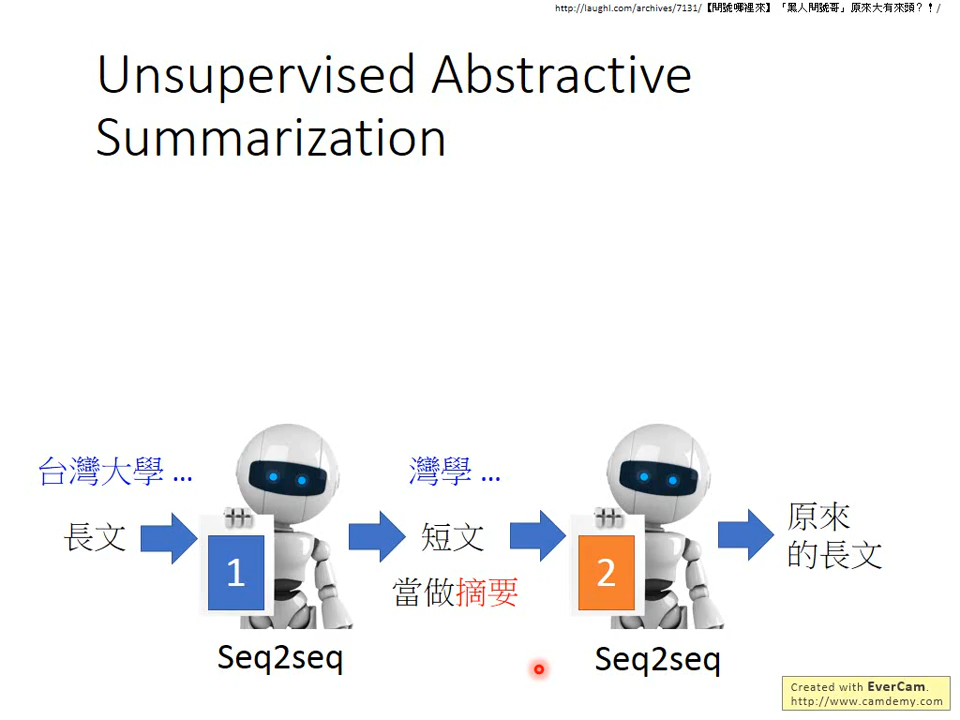 http://laughl.com/archives/7131/【問號哪裡來】「黑人問號哥」原來大有來頭？！/
Unsupervised Abstractive
Summarization
台灣大學 ...
灣學 ...
長文
短文
原來
的長文
當做摘要
1
2
Seq2seq
Seq2seq
Created with EverCam.
http://www.camdemy.com